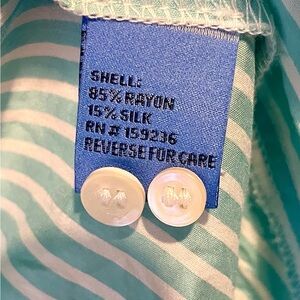 SHELL:
85% RAYON
15% SILK
RN # 159236
REVERSE FOR CARE